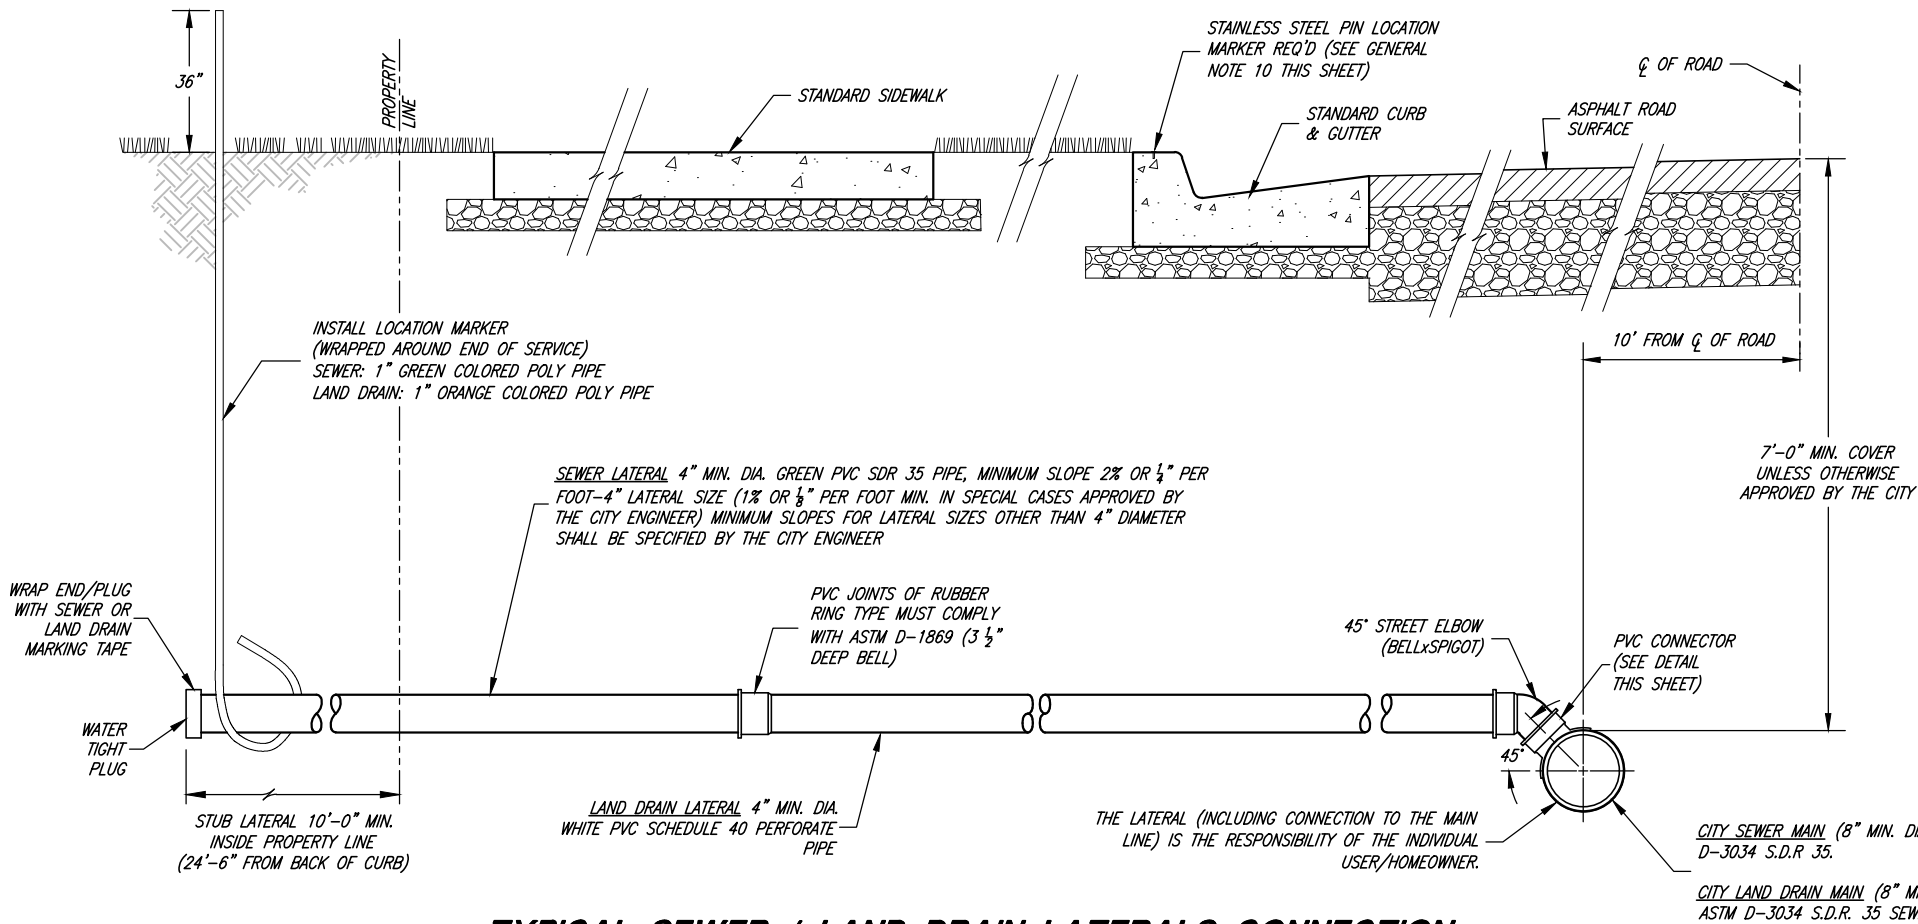 36"
PROPERTY
LINE
STANDARD SIDEWALK
STAINLESS STEEL PIN LOCATION
MARKER REQ'D (SEE GENERAL
NOTE 10 THIS SHEET)
STANDARD CURB
& GUTTER
℄ OF ROAD
ASPHALT ROAD
SURFACE
10' FROM ℄ OF ROAD
INSTALL LOCATION MARKER
(WRAPPED AROUND END OF SERVICE)
SEWER: 1" GREEN COLORED POLY PIPE
LAND DRAIN: 1" ORANGE COLORED POLY PIPE
7'-0" MIN. COVER
UNLESS OTHERWISE
APPROVED BY THE CITY
SEWER LATERAL 4" MIN. DIA. GREEN PVC SDR 35 PIPE, MINIMUM SLOPE 2% OR 1/4" PER
FOOT-4" LATERAL SIZE (1% OR 1/8" PER FOOT MIN. IN SPECIAL CASES APPROVED BY
THE CITY ENGINEER) MINIMUM SLOPES FOR LATERAL SIZES OTHER THAN 4" DIAMETER
SHALL BE SPECIFIED BY THE CITY ENGINEER
WRAP END/PLUG
WITH SEWER OR
LAND DRAIN
MARKING TAPE
PVC JOINTS OF RUBBER
RING TYPE MUST COMPLY
WITH ASTM D-1869 (3 1/2"
DEEP BELL)
45° STREET ELBOW
(BELLxSPIGOT)
PVC CONNECTOR
(SEE DETAIL
THIS SHEET)
WATER
TIGHT
PLUG
45°
STUB LATERAL 10'-0" MIN.
INSIDE PROPERTY LINE
(24'-6" FROM BACK OF CURB)
LAND DRAIN LATERAL 4" MIN. DIA.
WHITE PVC SCHEDULE 40 PERFORATE
PIPE
THE LATERAL (INCLUDING CONNECTION TO THE MAIN
LINE) IS THE RESPONSIBILITY OF THE INDIVIDUAL
USER/HOMEOWNER.
CITY SEWER MAIN (8" MIN.
D-3034 S.D.R 35.
CITY LAND DRAIN MAIN (8"
ASTM D-3034 S.D.R. 35
TYPICAL SEWER / LAND DRAIN LATERALS CONNECTION